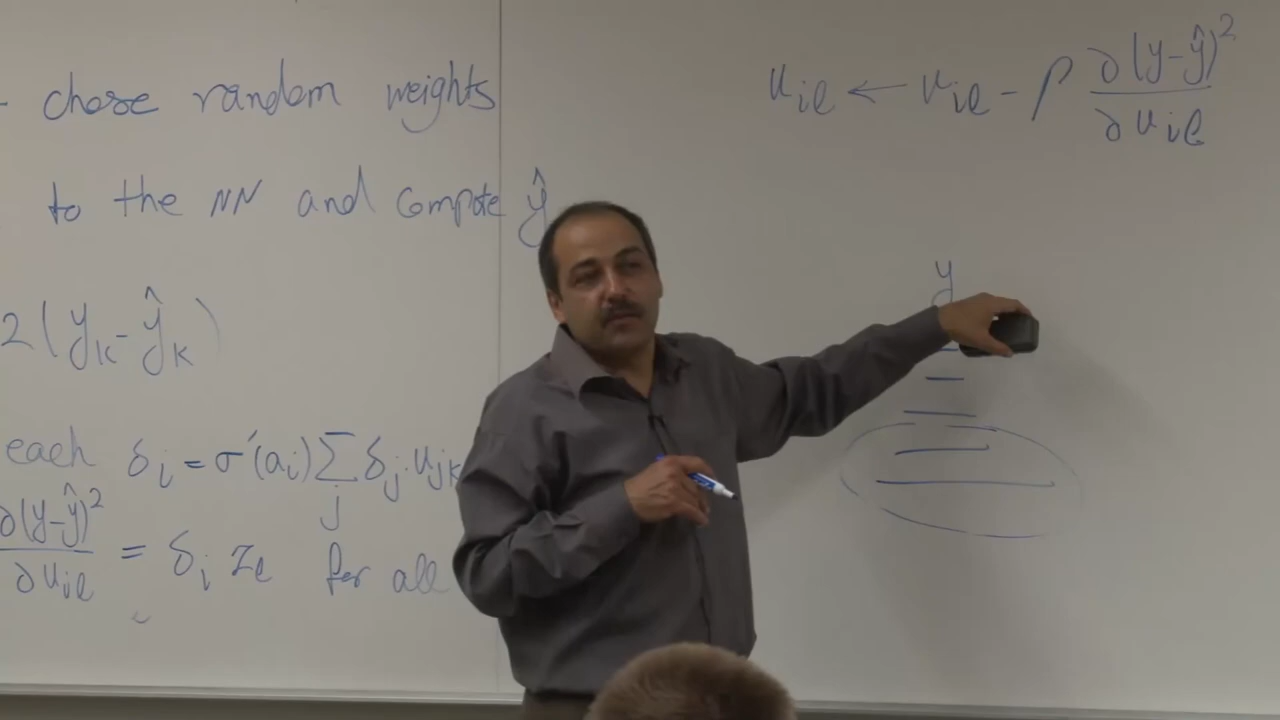 - chose random weights
to the NN and compute ŷ
2(y_k - ŷ_k)
each δ_i = σ'(a_i) Σ_j δ_j u_jk
∂(y-ŷ)² / ∂u_il = δ_i z_l for all
u_il ← u_il - ρ ∂(y-ŷ)² / ∂u_il
y